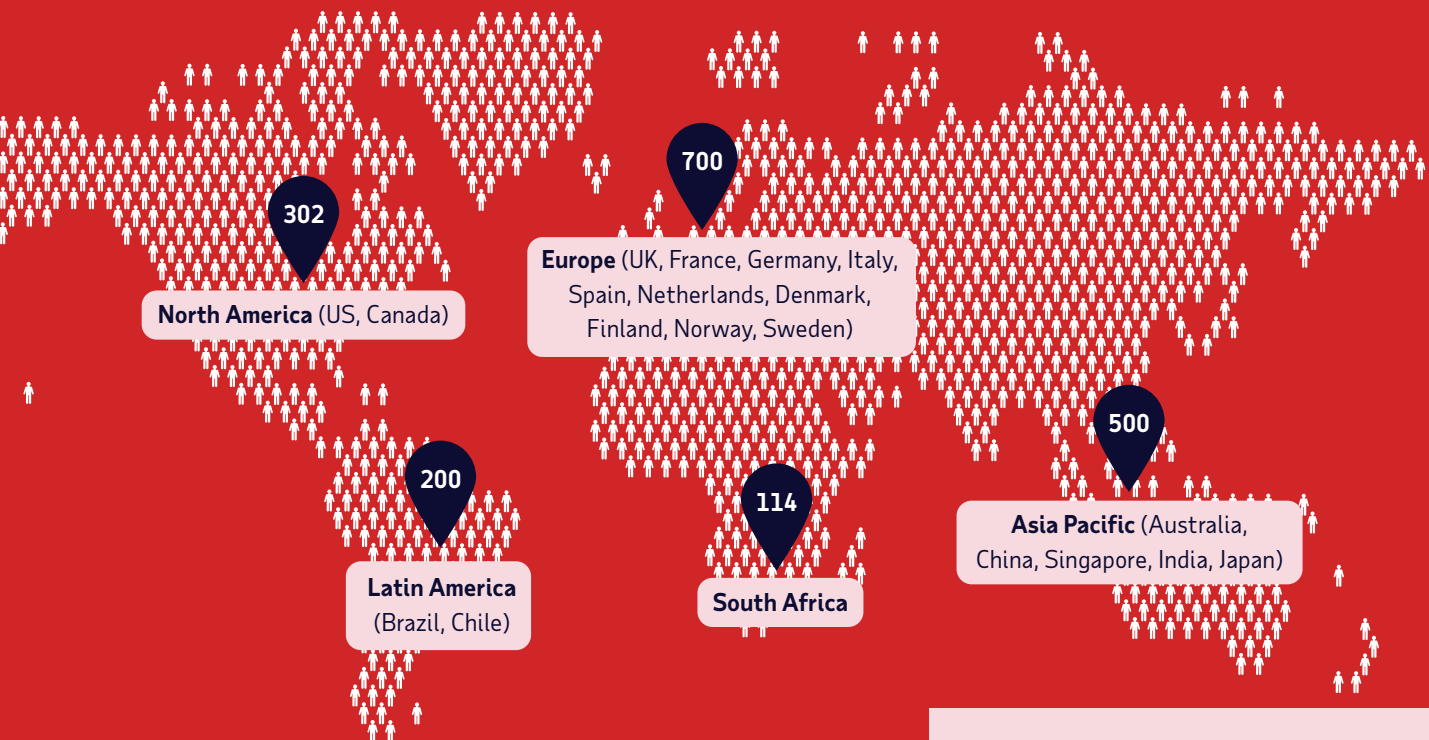 302
North America (US, Canada)
700
Europe (UK, France, Germany, Italy,
Spain, Netherlands, Denmark,
Finland, Norway, Sweden)
200
Latin America
(Brazil, Chile)
114
South Africa
500
Asia Pacific (Australia,
China, Singapore, India, Japan)